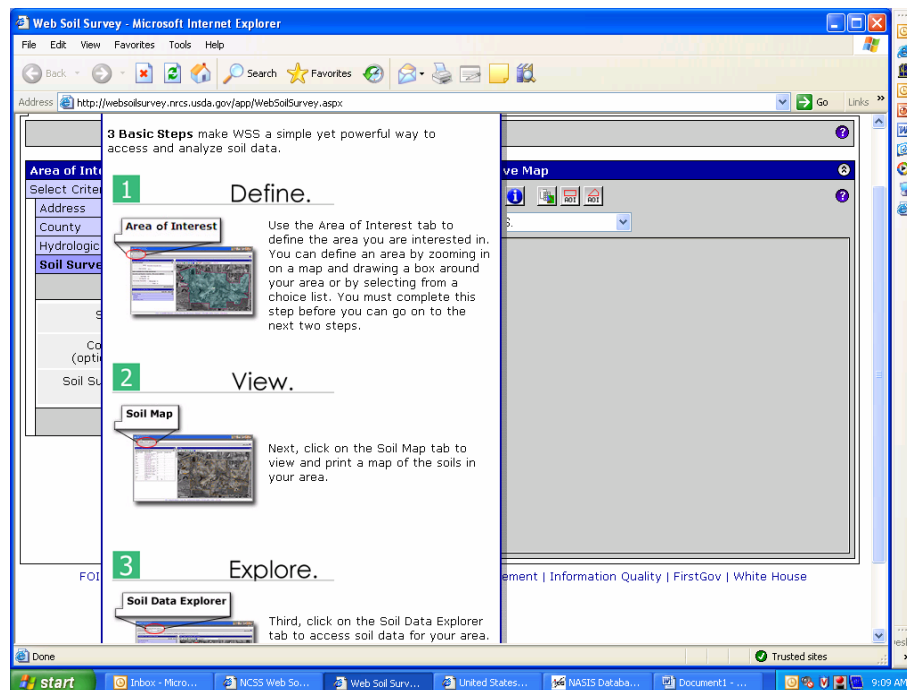 Web Soil Survey - Microsoft Internet Explorer
File Edit View Favorites Tools Help
Back Search Favorites
Address http://websoilsurvey.nrcs.usda.gov/app/WebSoilSurvey.aspx Go Links »
3 Basic Steps make WSS a simple yet powerful way to
access and analyze soil data.
Area of Inte
ve Map
Select Criter
Address
County
Hydrologic
Soil Surve
S
Co
(opti
Soil Su
AOI AOI
S.
1 Define.
Area of Interest
Use the Area of Interest tab to
define the area you are interested in.
You can define an area by zooming in
on a map and drawing a box around
your area or by selecting from a
choice list. You must complete this
step before you can go on to the
next two steps.
2 View.
Soil Map
Next, click on the Soil Map tab to
view and print a map of the soils in
your area.
3 Explore.
Soil Data Explorer
Third, click on the Soil Data Explorer
tab to access soil data for your area.
FOI
ement | Information Quality | FirstGov | White House
Done Trusted sites
start Inbox - Micro... NCSS Web So... Web Soil Surv... United States... NASIS Databa... Document1 - ... 9:09 AM